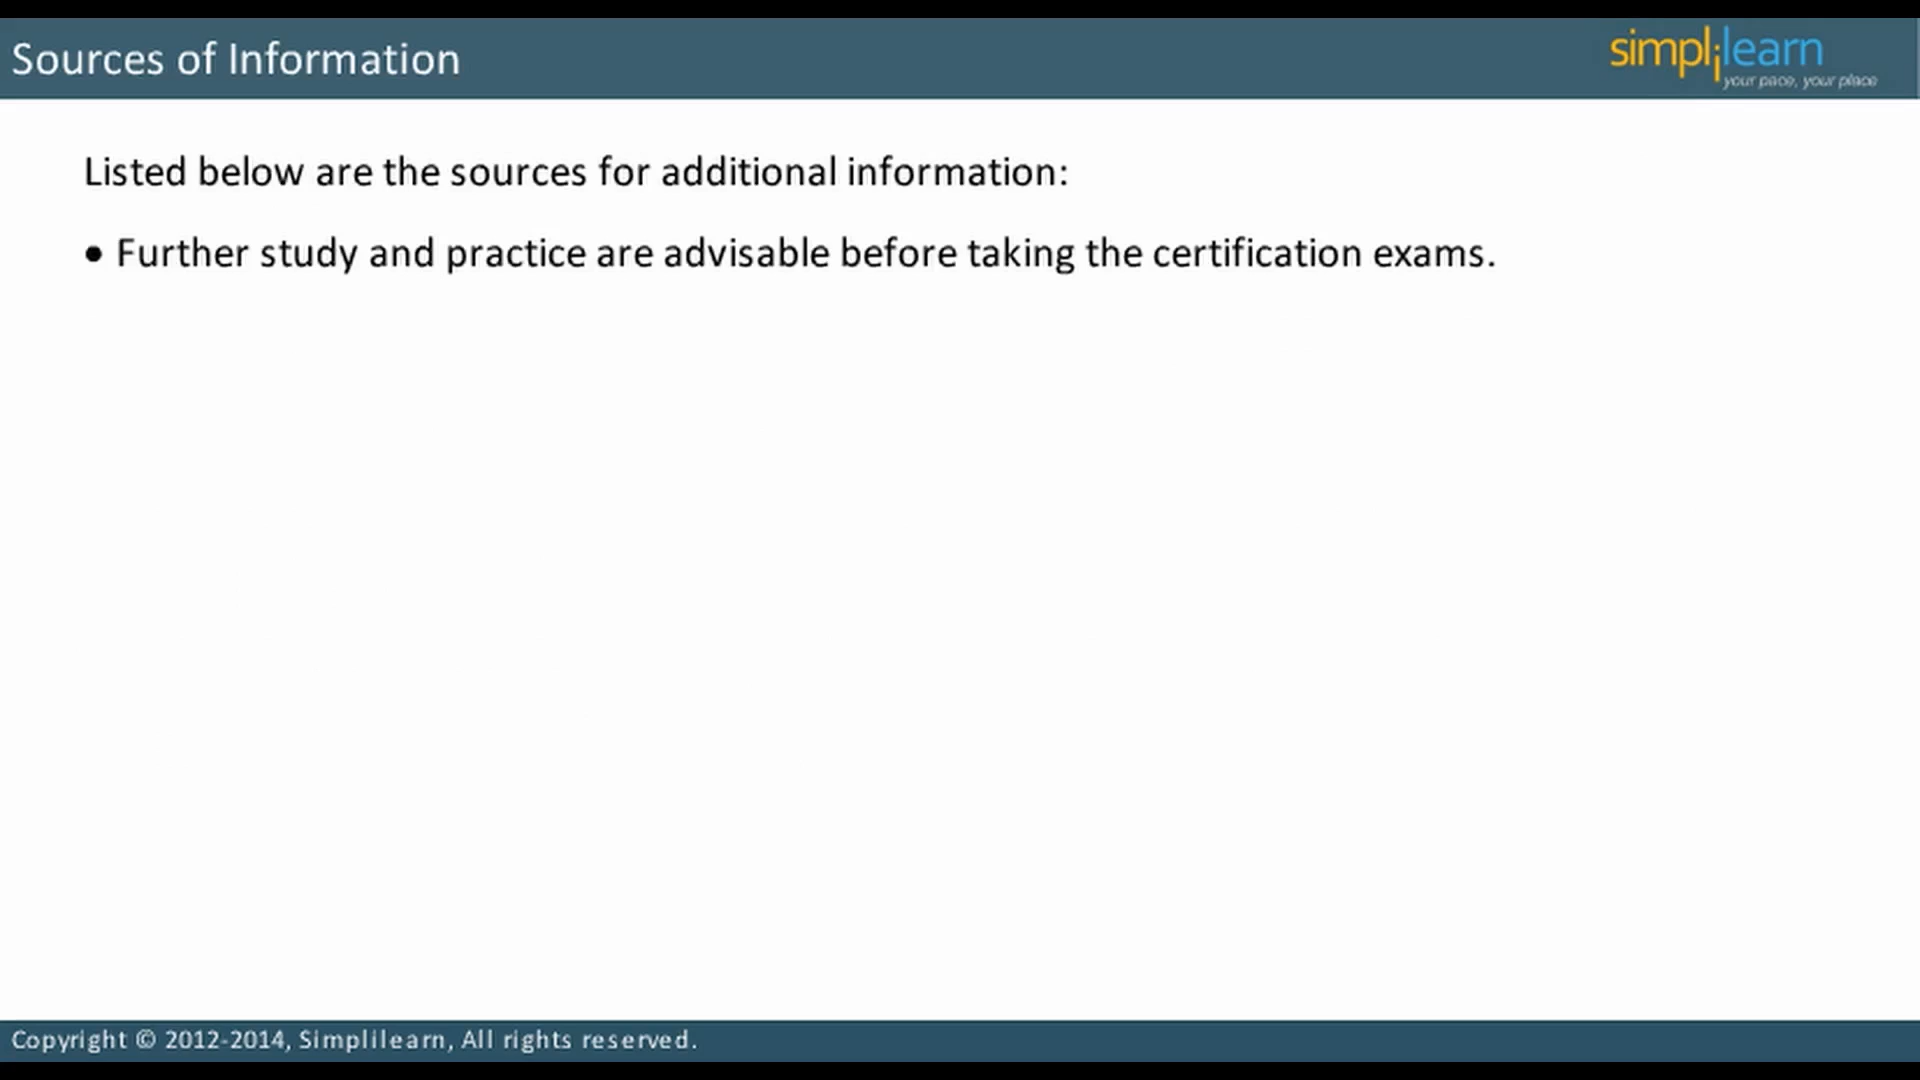 Sources of Information
simplilearn
your pace, your place
Listed below are the sources for additional information:
• Further study and practice are advisable before taking the certification exams.
Copyright © 2012-2014, Simplilearn, All rights reserved.